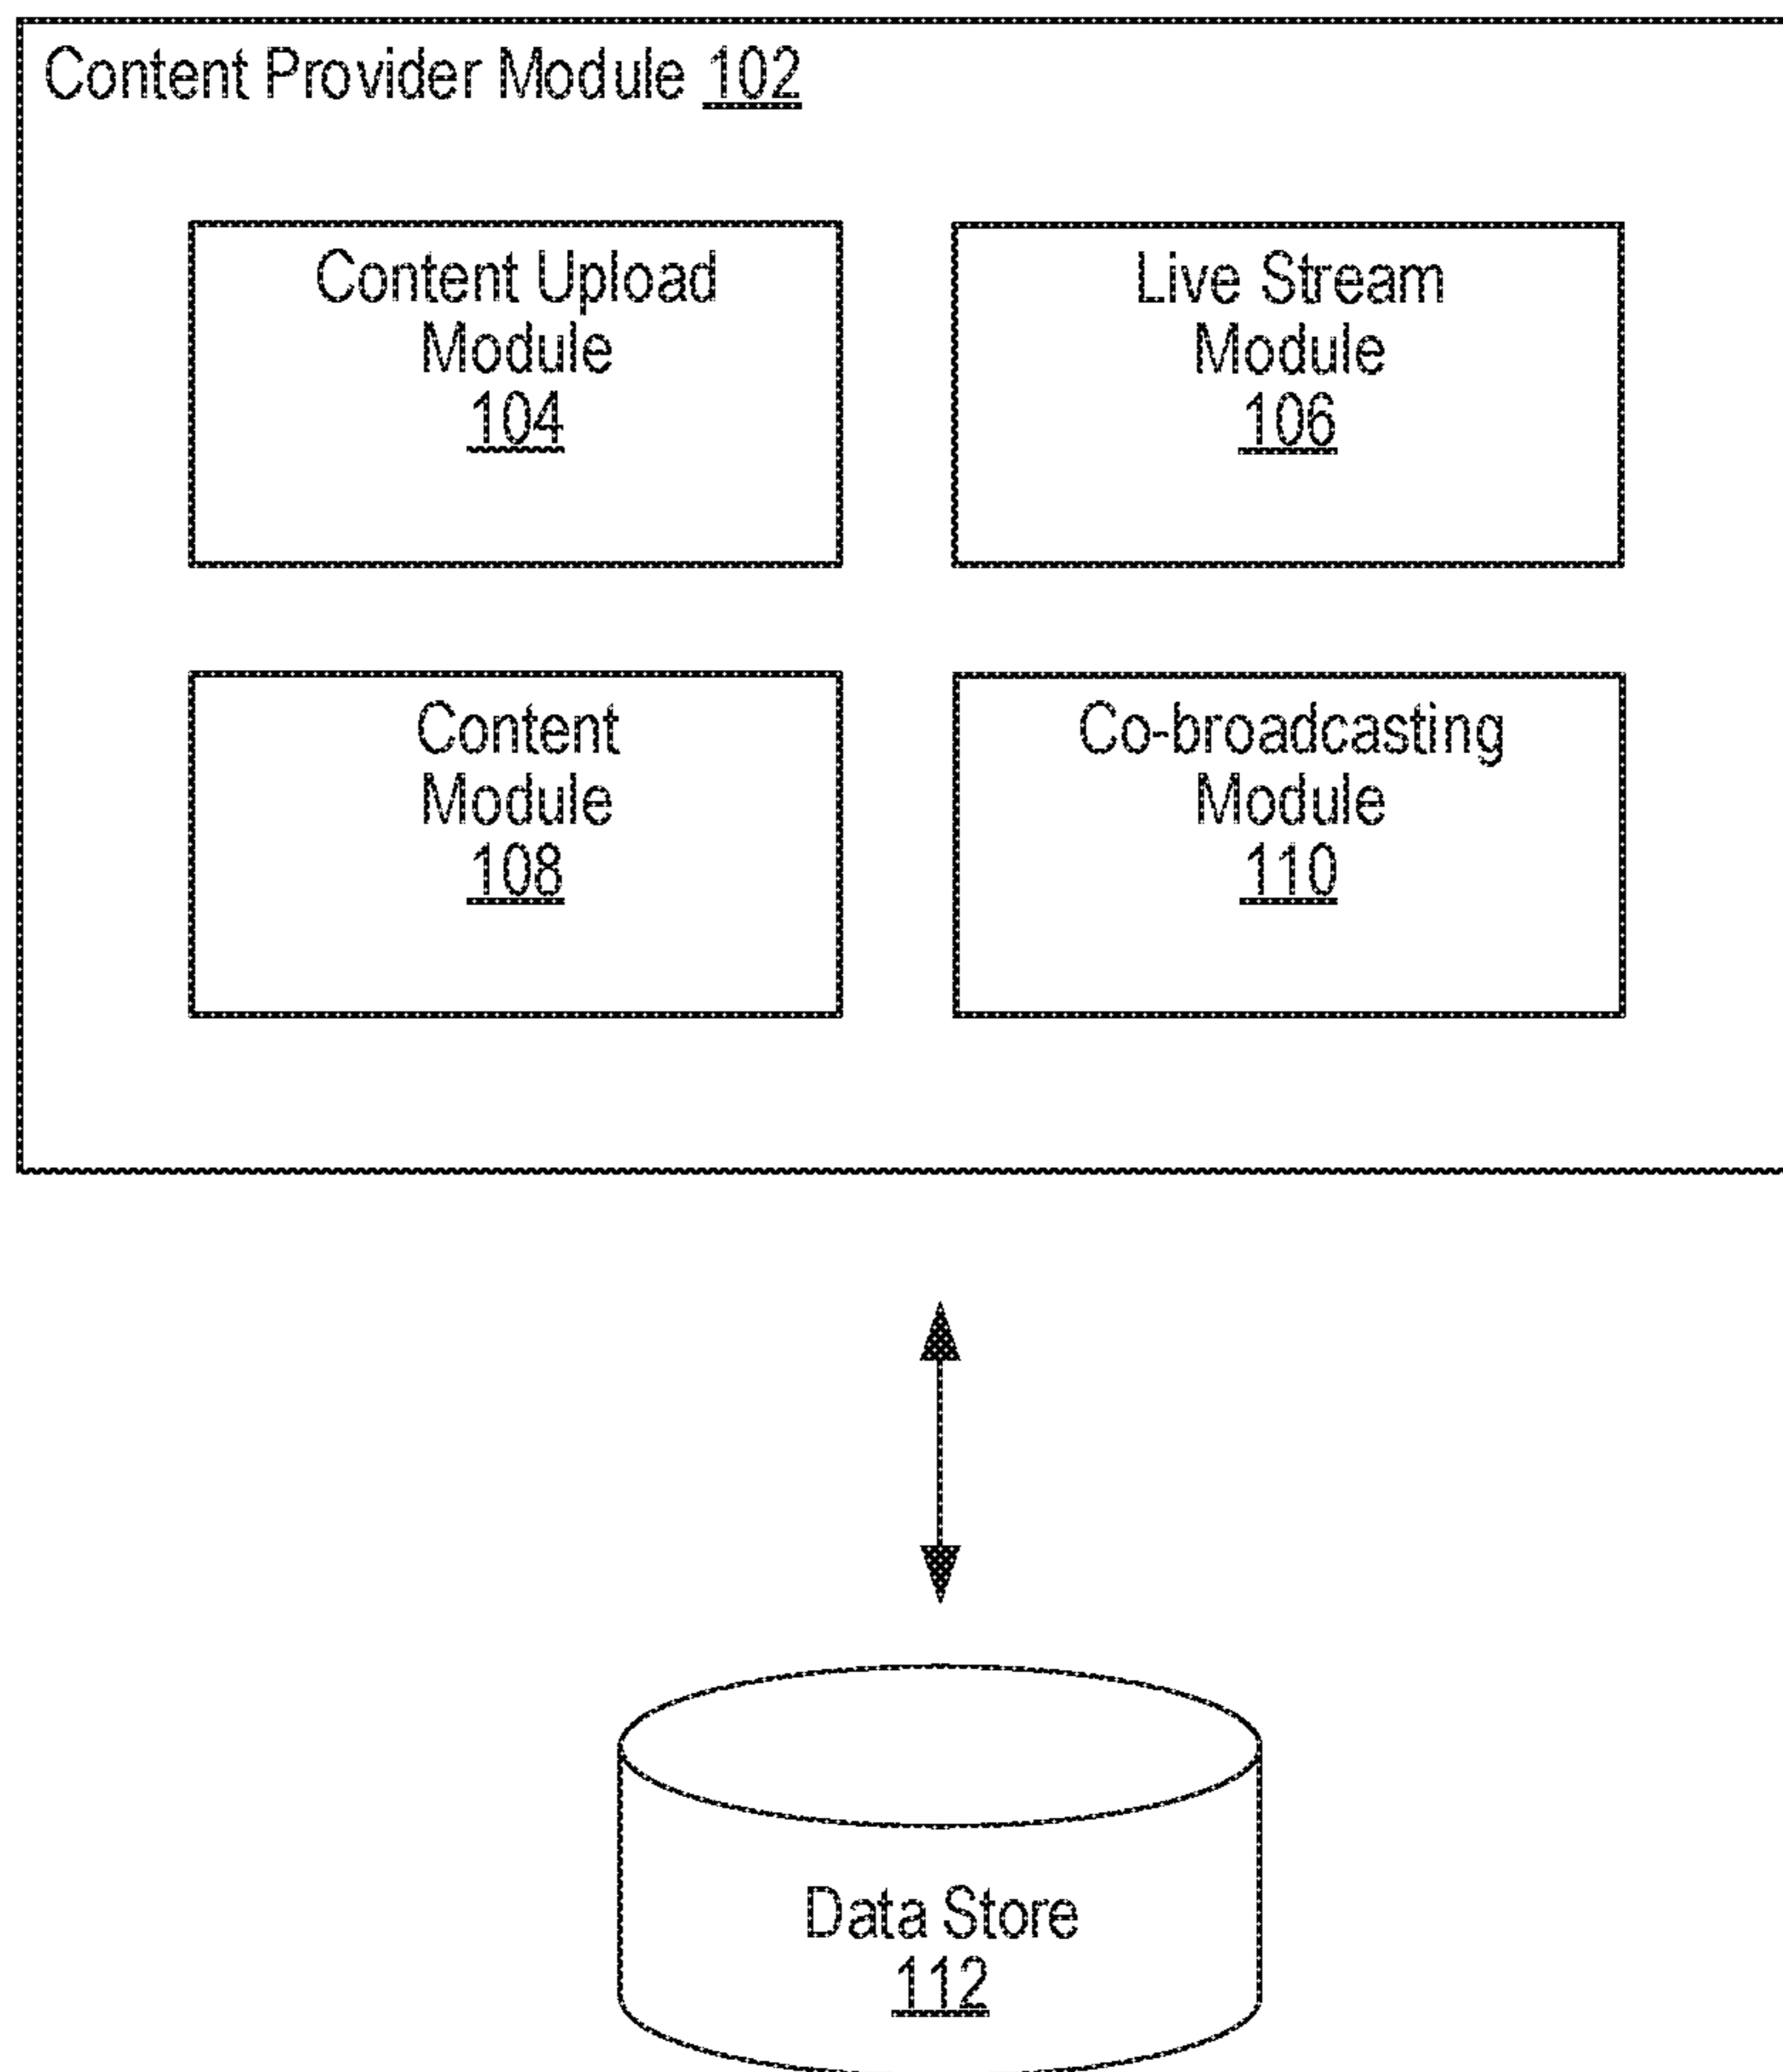 Content Provider Module 102
Content Upload
Module
104
Live Stream
Module
106
Content
Module
108
Co-broadcasting
Module
110
Data Store
112